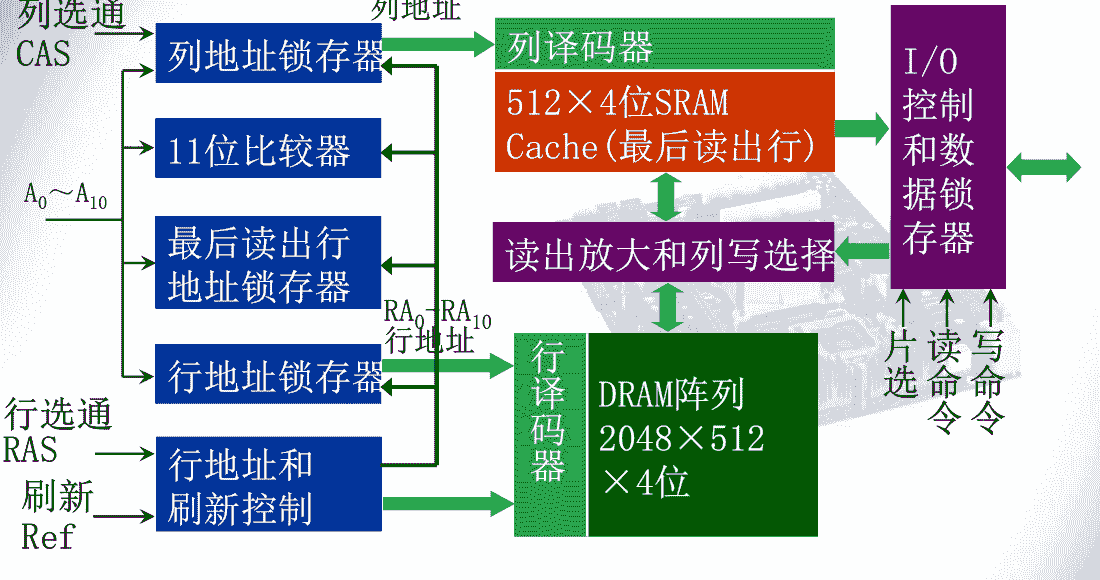 列选通
CAS
列地址
列地址锁存器
列译码器
512×4位SRAM
Cache(最后读出行)
I/O
控制
和数
据锁
存器
11位比较器
A₀～A₁₀
最后读出行
地址锁存器
读出放大和列写选择
RA₀-RA₁₀
行地址
行地址锁存器
行译码器
DRAM阵列
2048×512
×4位
片选
读命令
写命令
行选通
RAS
行地址和
刷新控制
刷新
Ref